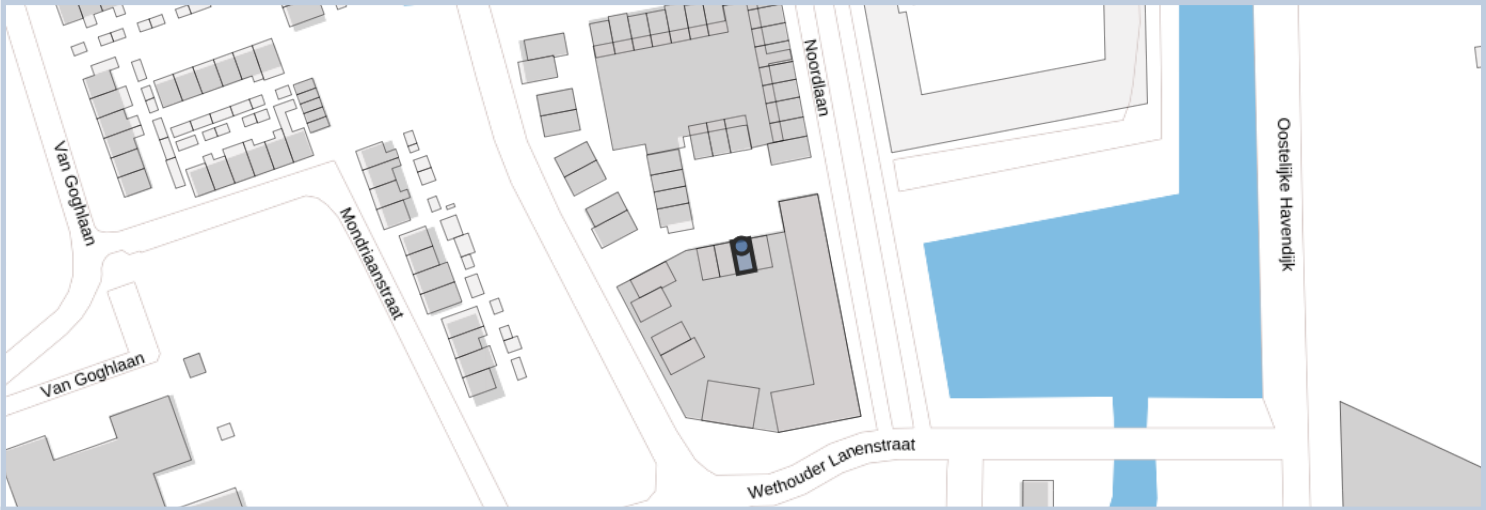 Noordlaan
Van Goghlaan
Oostelijke Havendijk
Mondriaanstraat
Van Goghlaan
Wethouder Lanenstraat